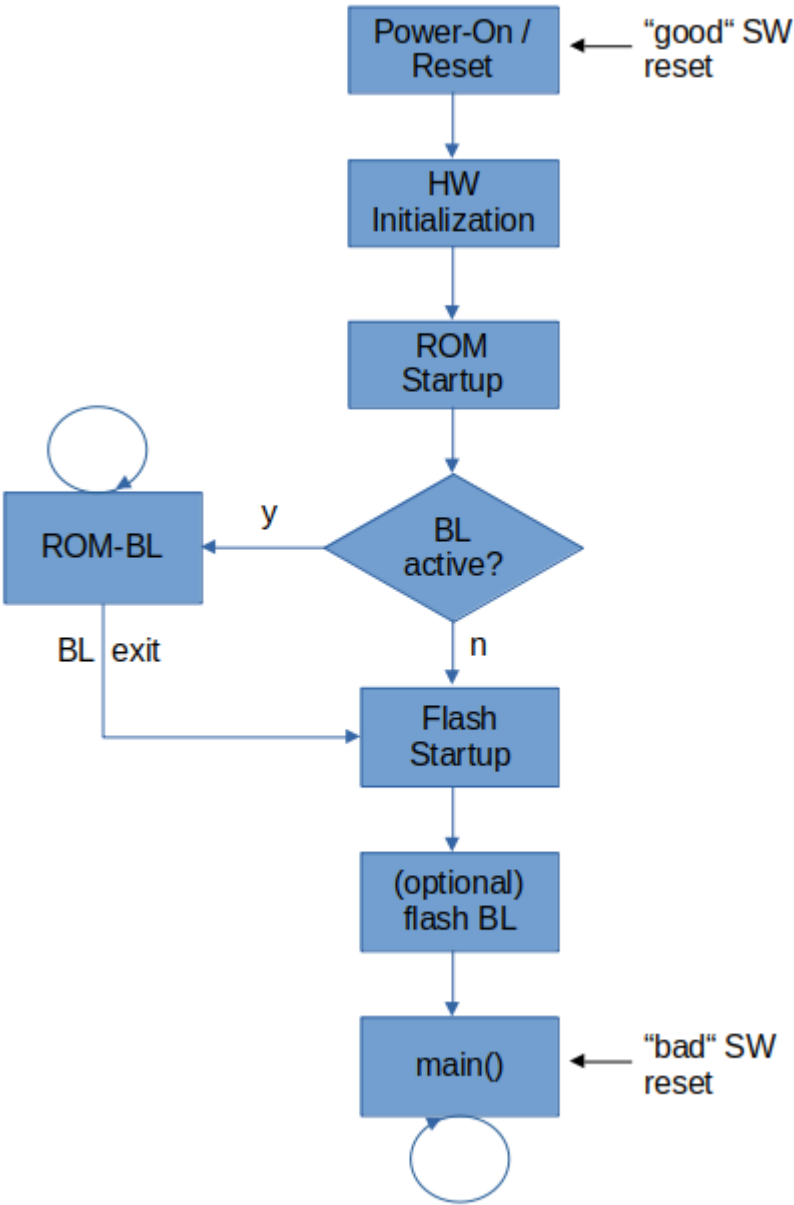 Power-On /
Reset
“good“ SW
reset
HW
Initialization
ROM
Startup
BL
active?
y
ROM-BL
n
BL exit
Flash
Startup
(optional)
flash BL
main()
“bad“ SW
reset